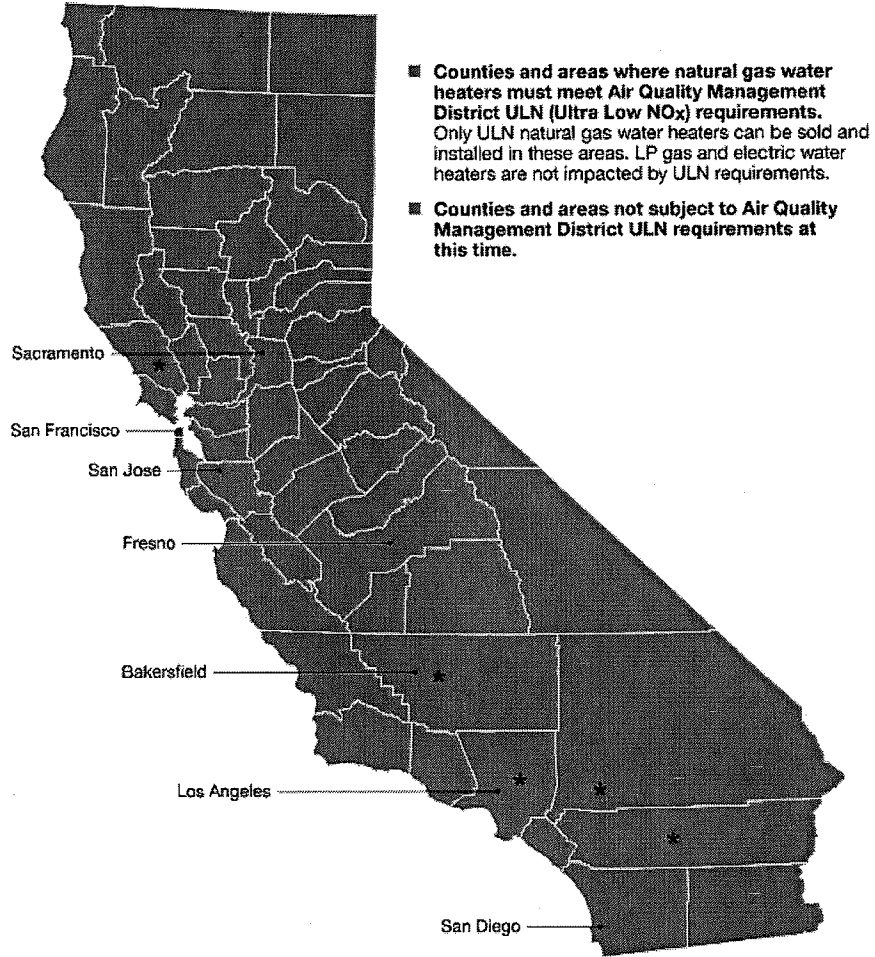 ■ Counties and areas where natural gas water
heaters must meet Air Quality Management
District ULN (Ultra Low NOx) requirements.
Only ULN natural gas water heaters can be sold and
installed in these areas. LP gas and electric water
heaters are not impacted by ULN requirements.
■ Counties and areas not subject to Air Quality
Management District ULN requirements at
this time.
Sacramento
San Francisco
San Jose
Fresno
Bakersfield
Los Angeles
San Diego